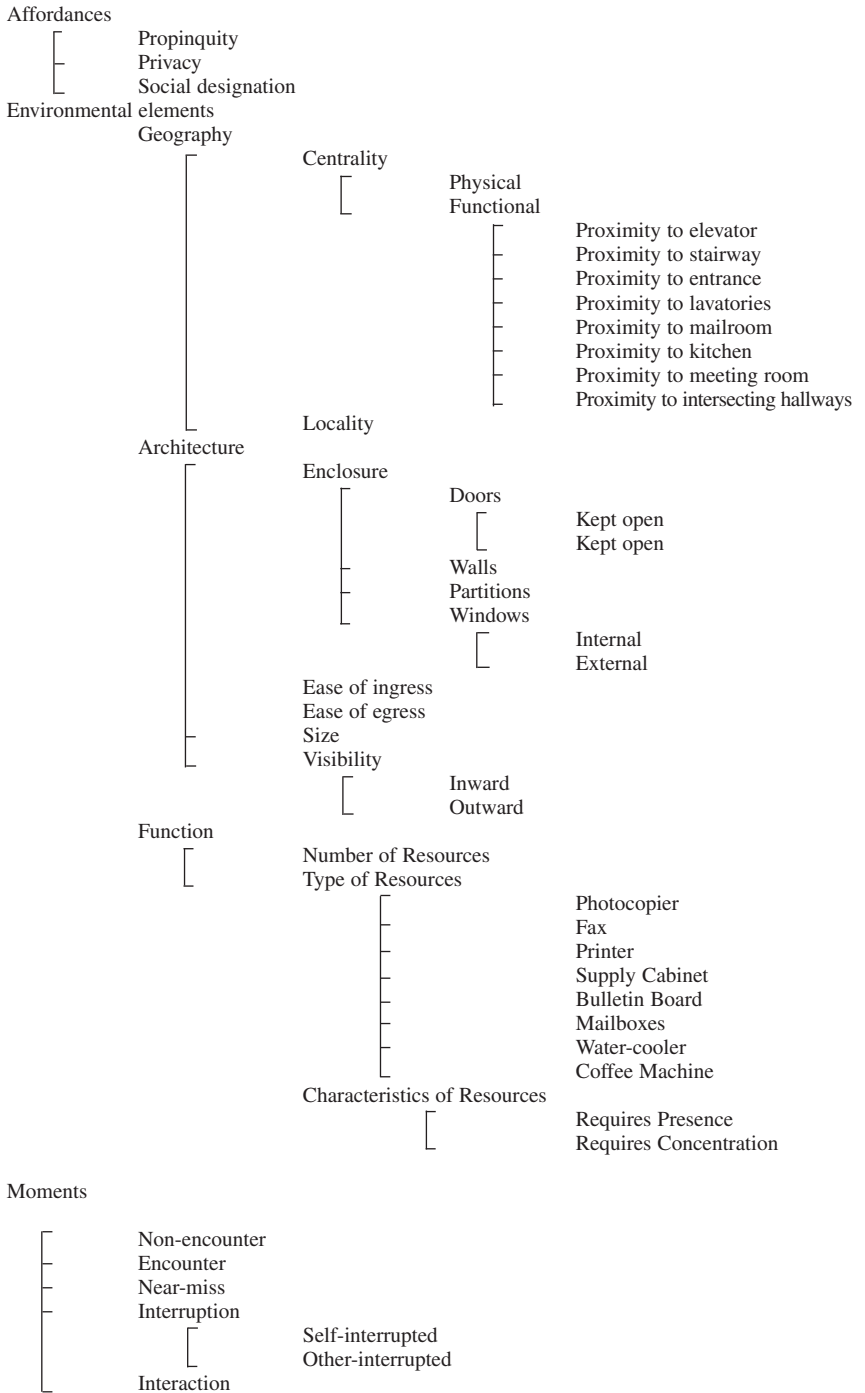 Affordances
Propinquity
Privacy
Social designation
Environmental elements
Geography
Centrality
Physical
Functional
Proximity to elevator
Proximity to stairway
Proximity to entrance
Proximity to lavatories
Proximity to mailroom
Proximity to kitchen
Proximity to meeting room
Proximity to intersecting hallways
Locality
Architecture
Enclosure
Doors
Kept open
Kept open
Walls
Partitions
Windows
Internal
External
Ease of ingress
Ease of egress
Size
Visibility
Inward
Outward
Function
Number of Resources
Type of Resources
Photocopier
Fax
Printer
Supply Cabinet
Bulletin Board
Mailboxes
Water-cooler
Coffee Machine
Characteristics of Resources
Requires Presence
Requires Concentration
Moments
Non-encounter
Encounter
Near-miss
Interruption
Self-interrupted
Other-interrupted
Interaction